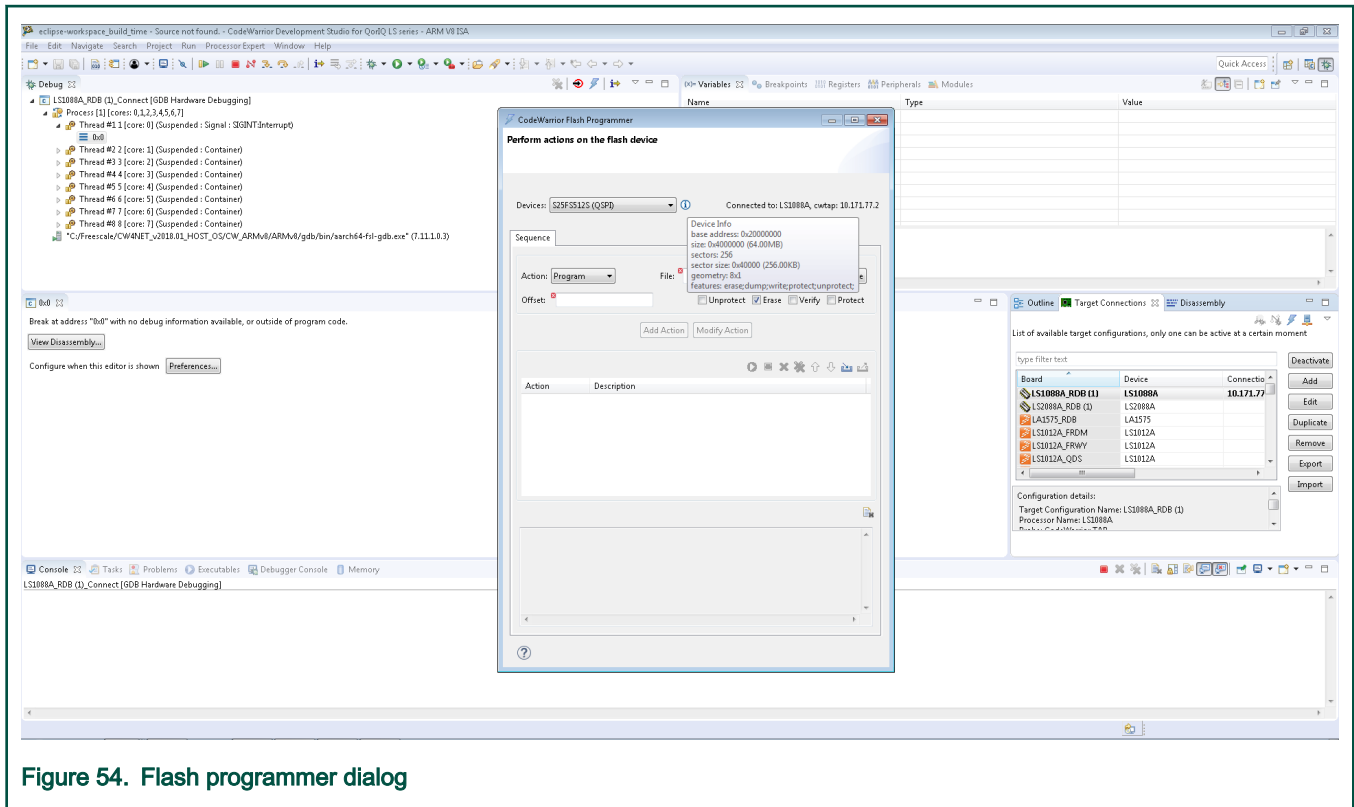 eclipse-workspace_build_time - Source not found. - CodeWarrior Development Studio for QorIQ LS series - ARM V8 ISA
File Edit Navigate Search Project Run Processor Expert Window Help
Quick Access
Debug
LS1088A_RDB (1)_Connect [GDB Hardware Debugging]
Process [1] [cores: 0,1,2,3,4,5,6,7]
Thread #1 1 [core: 0] (Suspended : Signal : SIGINT:Interrupt)
0x0
Thread #2 2 [core: 1] (Suspended : Container)
Thread #3 3 [core: 2] (Suspended : Container)
Thread #4 4 [core: 3] (Suspended : Container)
Thread #5 5 [core: 4] (Suspended : Container)
Thread #6 6 [core: 5] (Suspended : Container)
Thread #7 7 [core: 6] (Suspended : Container)
Thread #8 8 [core: 7] (Suspended : Container)
"C:/Freescale/CW4NET_v2018.01_HOST_OS/CW_ARMv8/ARMv8/gdb/bin/aarch64-fsl-gdb.exe" (7.11.1.0.3)
(x)= Variables Breakpoints Registers Peripherals Modules
Name Type Value
CodeWarrior Flash Programmer
Perform actions on the flash device
Devices: S25FS512S (QSPI) Connected to: LS1088A, cwtap: 10.171.77.2
Device Info
base address: 0x20000000
size: 0x4000000 (64.00MB)
sectors: 256
sector size: 0x40000 (256.00KB)
geometry: 8x1
features: erase;dump;write;protect;unprotect;
Sequence
Action: Program File:
Offset: Unprotect Erase Verify Protect
Add Action Modify Action
Action Description
0x0
Break at address "0x0" with no debug information available, or outside of program code.
View Disassembly...
Configure when this editor is shown Preferences...
Outline Target Connections Disassembly
List of available target configurations, only one can be active at a certain moment
type filter text
Board Device Connectio
LS1088A_RDB (1) LS1088A 10.171.77
LS2088A_RDB (1) LS2088A
LA1575_RDB LA1575
LS1012A_FRDM LS1012A
LS1012A_FRWY LS1012A
LS1012A_QDS LS1012A
Deactivate
Add
Edit
Duplicate
Remove
Export
Import
Configuration details:
Target Configuration Name: LS1088A_RDB (1)
Processor Name: LS1088A
Console Tasks Problems Executables Debugger Console Memory
LS1088A_RDB (1)_Connect [GDB Hardware Debugging]
Figure 54. Flash programmer dialog